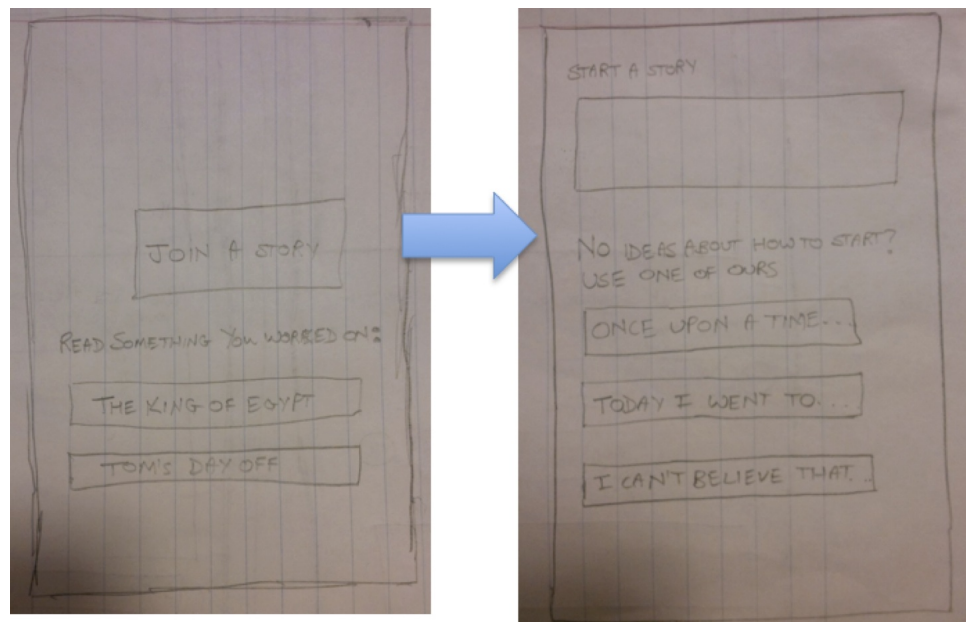 JOIN A STORY
READ SOMETHING YOU WORKED ON:
THE KING OF EGYPT
TOM'S DAY OFF
START A STORY
NO IDEAS ABOUT HOW TO START?
USE ONE OF OURS
ONCE UPON A TIME...
TODAY I WENT TO....
I CAN'T BELIEVE THAT...